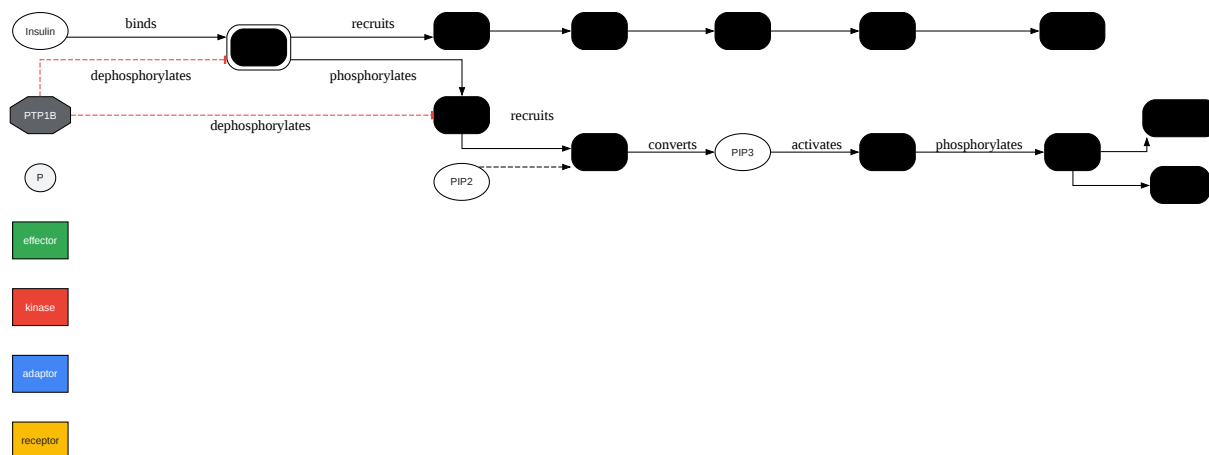 Insulin
binds
recruits
dephosphorylates
phosphorylates
PTP1B
dephosphorylates
recruits
converts
PIP3
activates
phosphorylates
P
PIP2
effector
kinase
adaptor
receptor